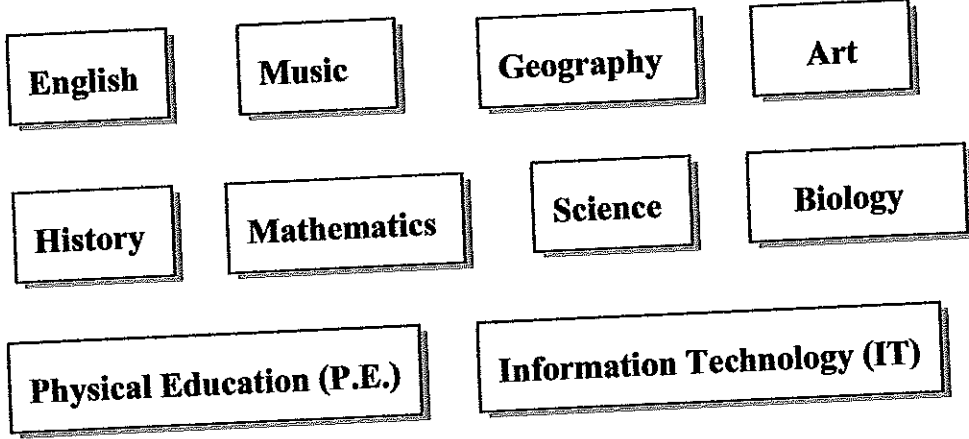 English Music Geography Art
History Mathematics Science Biology
Physical Education (P.E.) Information Technology (IT)